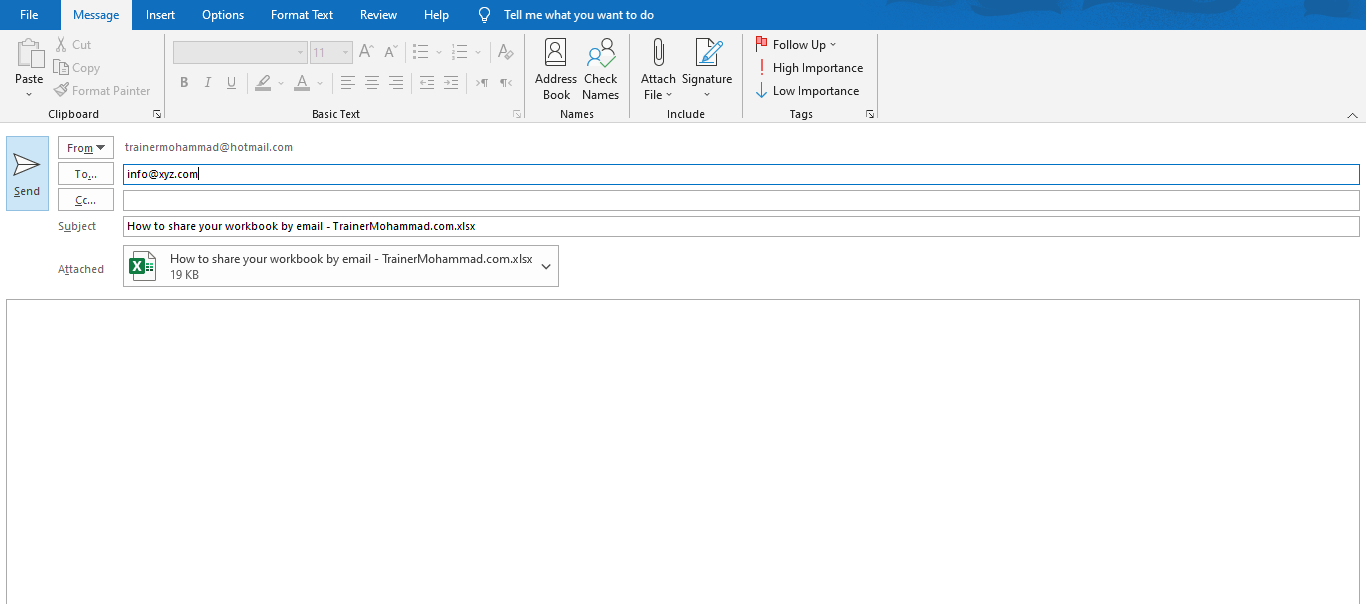 File Message Insert Options Format Text Review Help Tell me what you want to do
Paste
Cut
Copy
Format Painter
Clipboard
11
B I U
A
Basic Text
Address Book
Check Names
Names
Attach File
Signature
Include
Follow Up
High Importance
Low Importance
Tags
Send
From trainermohammad@hotmail.com
To... info@xyz.com
Cc...
Subject How to share your workbook by email - TrainerMohammad.com.xlsx
Attached How to share your workbook by email - TrainerMohammad.com.xlsx
19 KB